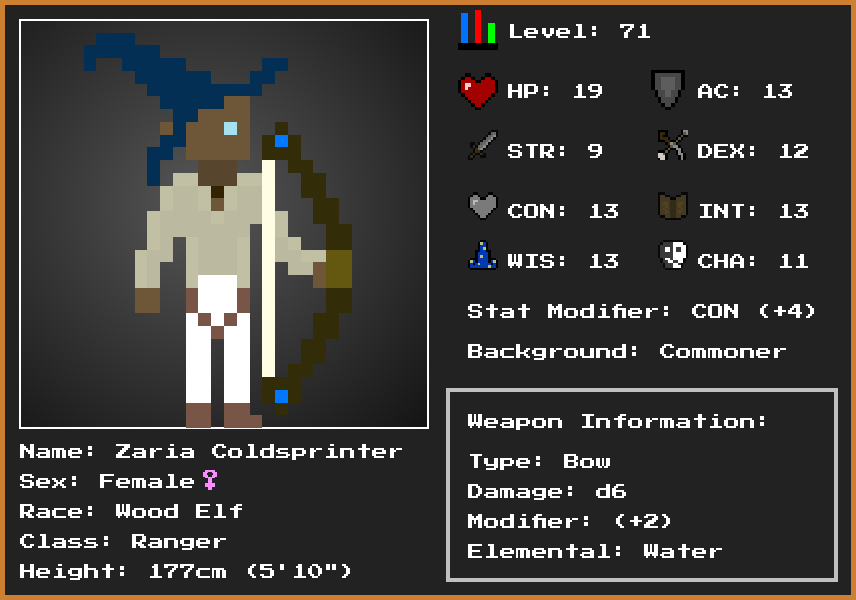 Level: 71
HP: 19 AC: 13
STR: 9 DEX: 12
CON: 13 INT: 13
WIS: 13 CHA: 11
Stat Modifier: CON (+4)
Background: Commoner
Name: Zaria Coldsprinter
Sex: Female♀
Race: Wood Elf
Class: Ranger
Height: 177cm (5'10")
Weapon Information:
Type: Bow
Damage: d6
Modifier: (+2)
Elemental: Water